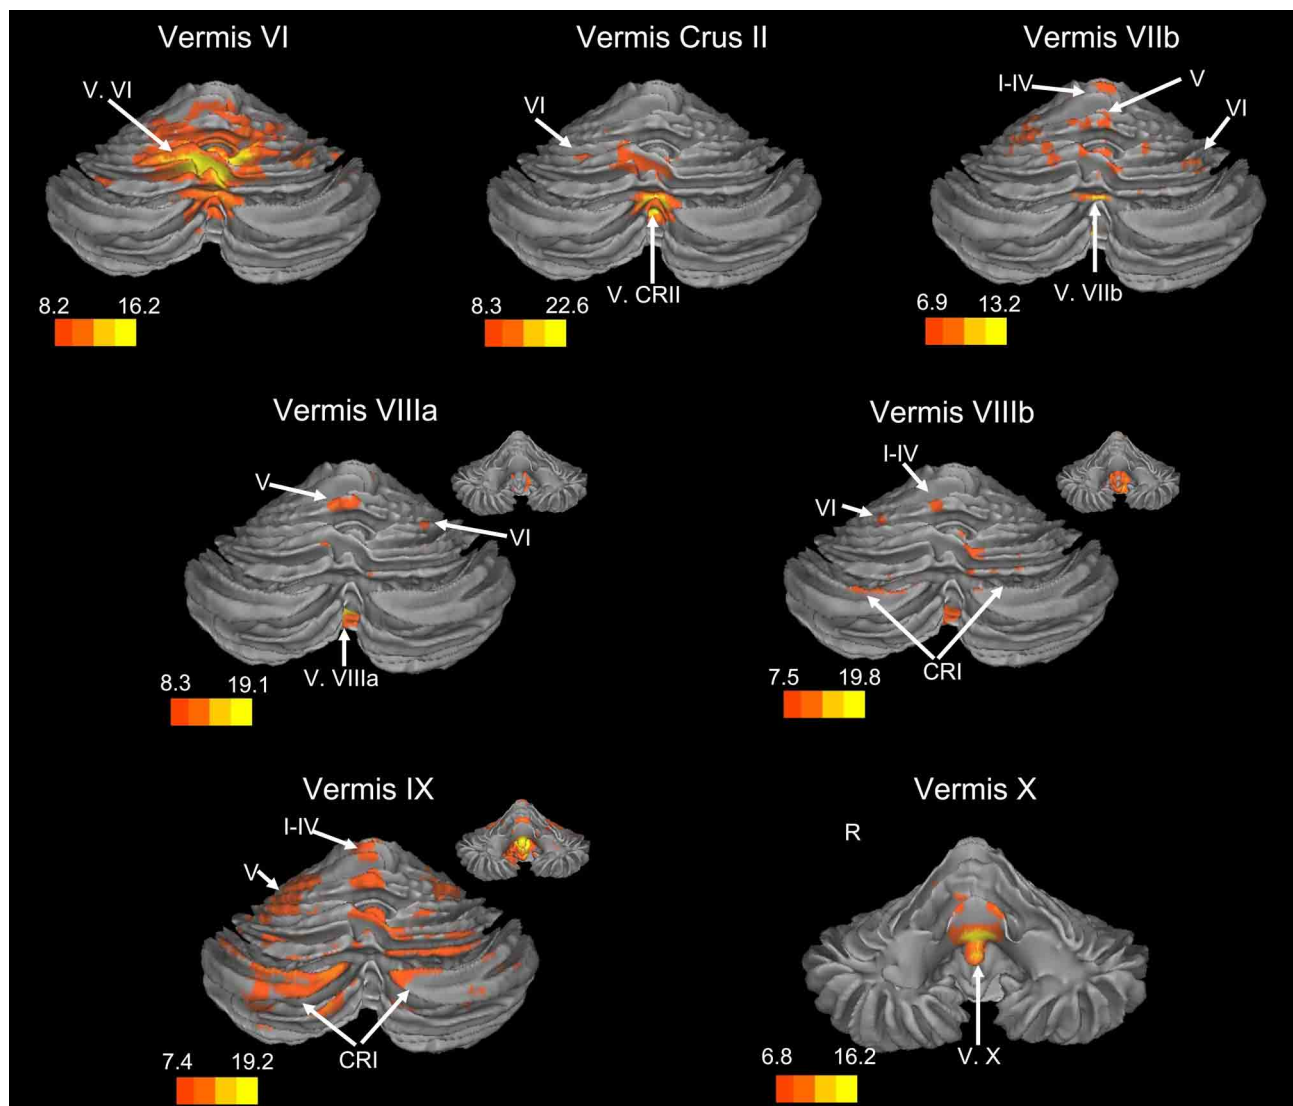 Vermis VI
Vermis Crus II
Vermis VIIb
V. VI
VI
I-IV
V
VI
V. CRII
V. VIIb
8.2 16.2
8.3 22.6
6.9 13.2
Vermis VIIIa
Vermis VIIIb
V
VI
I-IV
VI
V. VIIIa
CRI
8.3 19.1
7.5 19.8
Vermis IX
Vermis X
I-IV
V
R
CRI
V. X
7.4 19.2
6.8 16.2